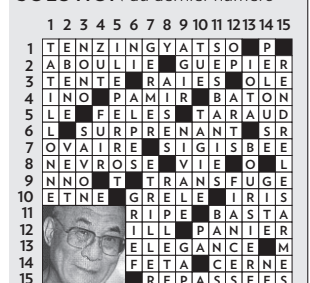 au dernier numéro
1 2 3 4 5 6 7 8 9 10 11 12 13 14 15
1 TENZINGYATSO P
2 ABOULIE GUEPIER
3 TENTE RAIES OLE
4 INO PAMIR BATON
5 LE FELES TARAUD
6 L SURPRENANT SR
7 OVAIRE SIGISBEE
8 NEVROSE VIE O L
9 NNO T TRANSFUGE
10 ETNE GRELE IRIS
11 RIPE BASTA
12 ILL PANIER
13 ELEGANCE M
14 FETA CERNE
15 REPASSEES